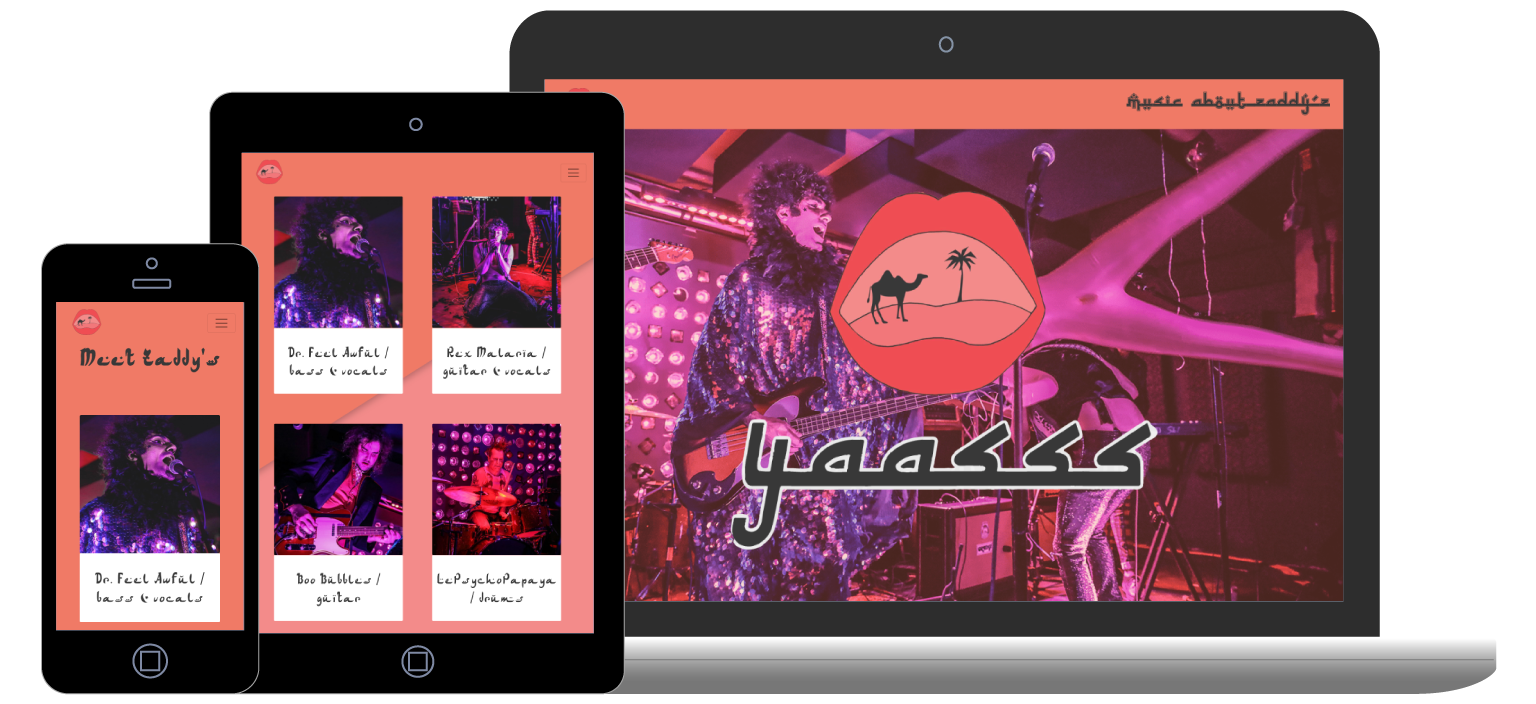 music about zaddy's
yaasss
Dr. Feel Awful /
bass & vocals
Rex Malaria /
guitar & vocals
Boo Bubbles /
guitar
LePsychoPapaya
/ drums
Meet Zaddy's
Dr. Feel Awful /
bass & vocals